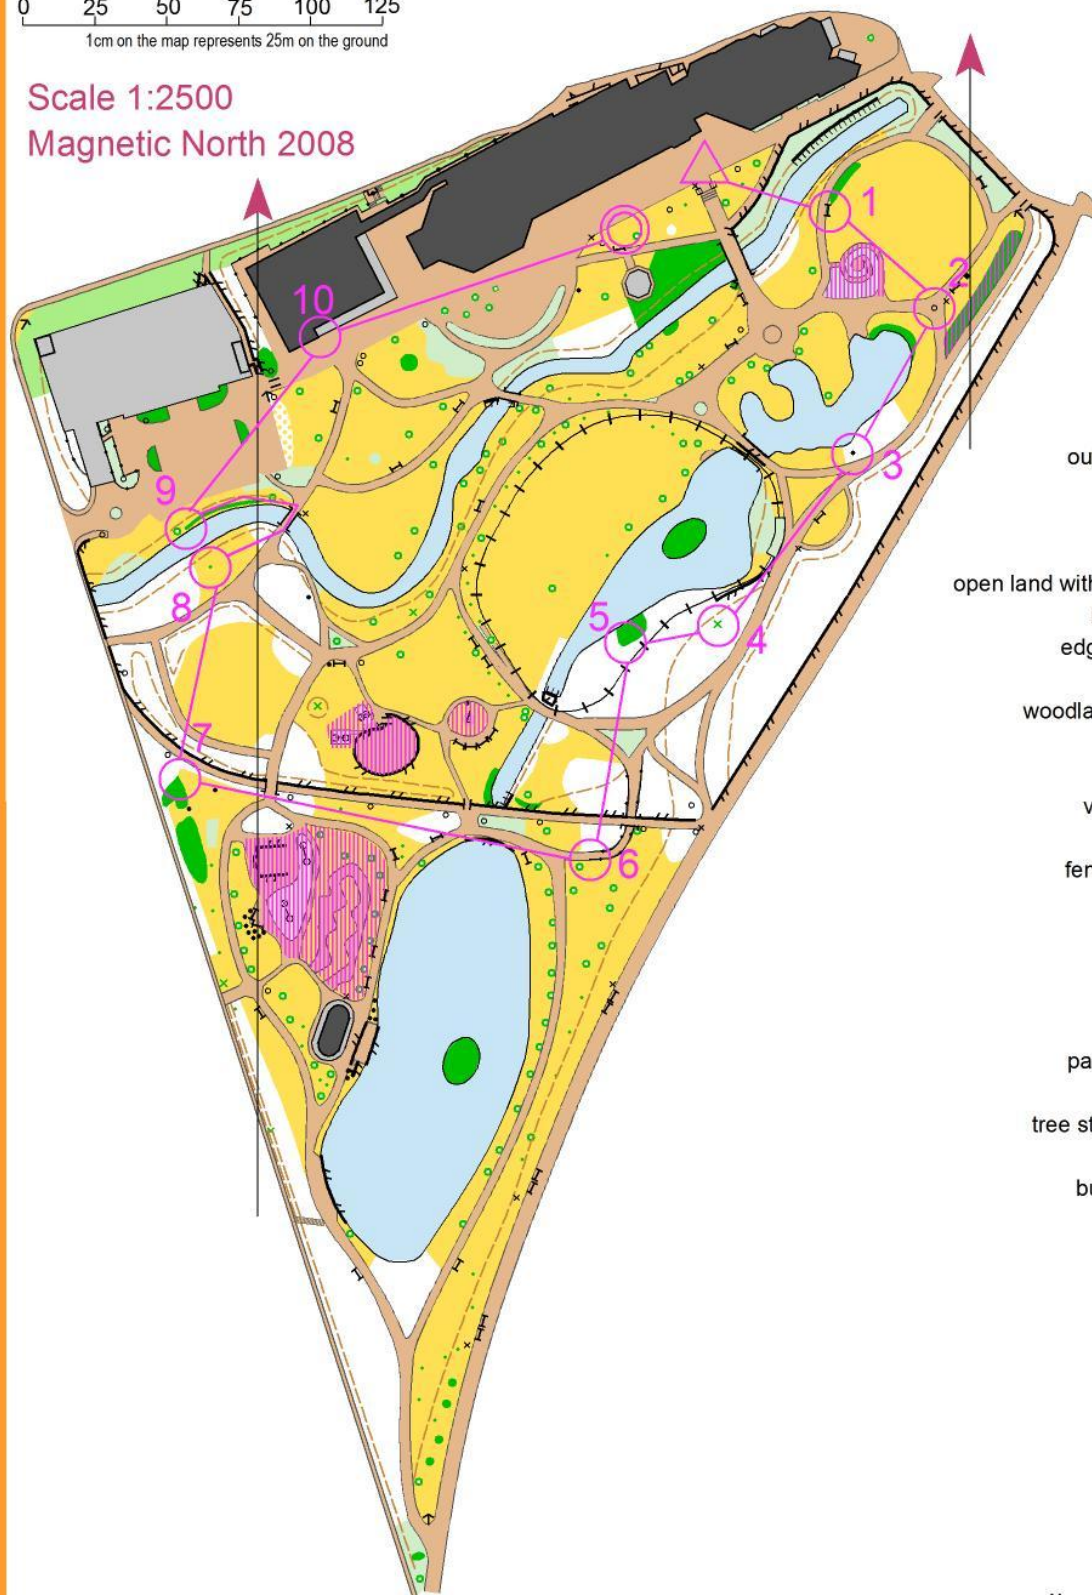 0 25 50 75 100 125
1cm on the map represents 25m on the ground
Scale 1:2500
Magnetic North 2008
1
2
10
3
ou
9
open land with
5
8
4
edg
woodla
7
v
6
fen
pa
tree st
bu